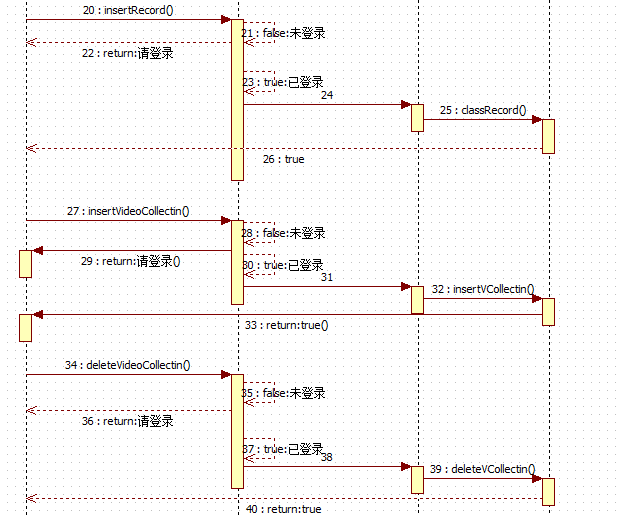 20 : insertRecord()
21 : false:未登录
22 : return:请登录
23 : true:已登录
24
25 : classRecord()
26 : true
27 : insertVideoCollectin()
28 : false:未登录
29 : return:请登录()
30 : true:已登录
31
32 : insertVCollectin()
33 : return:true()
34 : deleteVideoCollectin()
35 : false:未登录
36 : return:请登录
37 : true:已登录
38
39 : deleteVCollectin()
40 : return:true